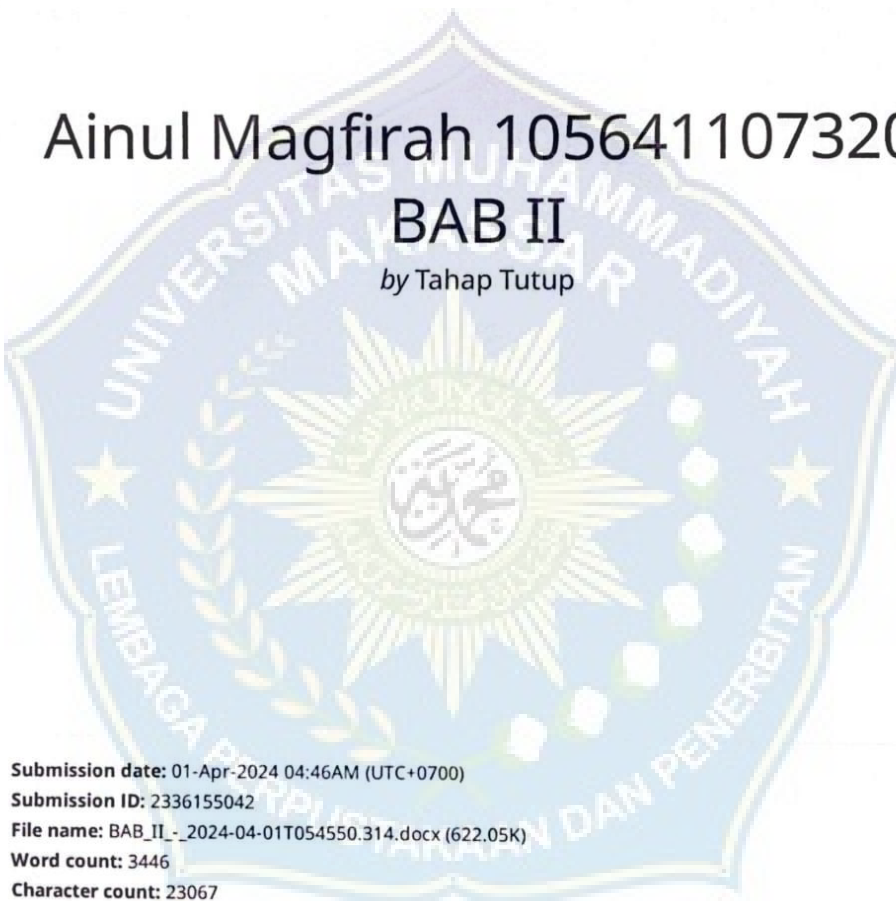 Ainul Magfirah 105641107320
BAB II
by Tahap Tutup
UNIVERSITAS MUHAMMADIYAH
MAKASSAR
محمد
LEMBAGA PERPUSTAKAAN DAN PENERBITAN
Submission date: 01-Apr-2024 04:46AM (UTC+0700)
Submission ID: 2336155042
File name: BAB_II_-_2024-04-01T054550.314.docx (622.05K)
Word count: 3446
Character count: 23067